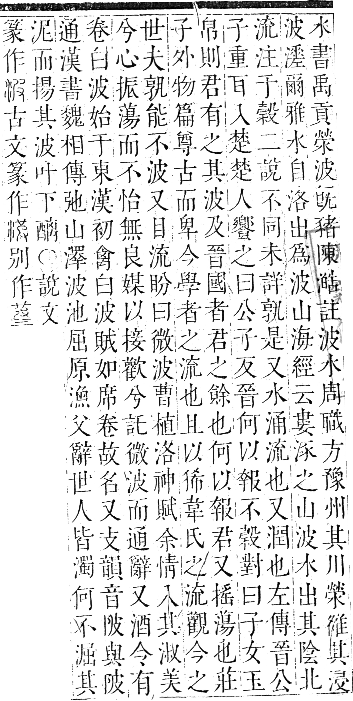 水書禹貢滎波旣豬陳晧註波水周職方豫州其川滎雒其浸
波溠爾雅水自洛出爲波山海經云婁涿之山波水出其陰北
流注于穀二說不同未詳孰是又水涌流也又潤也左傳晉公
子重耳入楚楚人饗之曰公子反晉何以報不穀對曰子女玉
帛則君有之其波及晉國者君之餘也何以報君又摇蕩也莊
子外物篇尊古而卑今學者之流也且以狶韋氏之流觀今之
世夫孰能不波又目流盼曰微波曹植洛神賦余情入其淑美
兮心振蕩而不怡無良媒以接歡兮託微波而通辭又酒令有
卷白波始于東漢初禽白波賊如席卷故名又支韻音陂與陂
通漢書魏相傳弛山澤波池屈原漁父辭世人皆濁何不淈其
泥而揚其波叶下釃○說文
篆作 古文篆作 別作